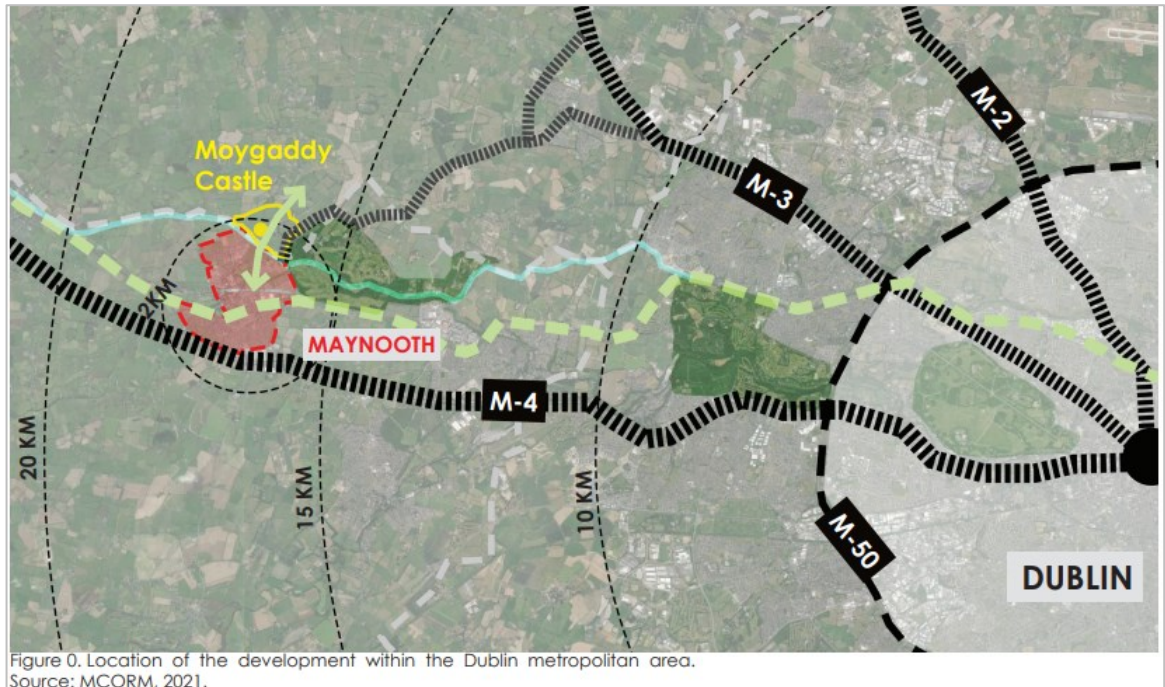 M-2
Moygaddy
Castle
M-3
2KM
MAYNOOTH
M-4
20 KM
15 KM
10 KM
M-50
DUBLIN
Figure 0. Location of the development within the Dublin metropolitan area.
Source: MCORM, 2021.